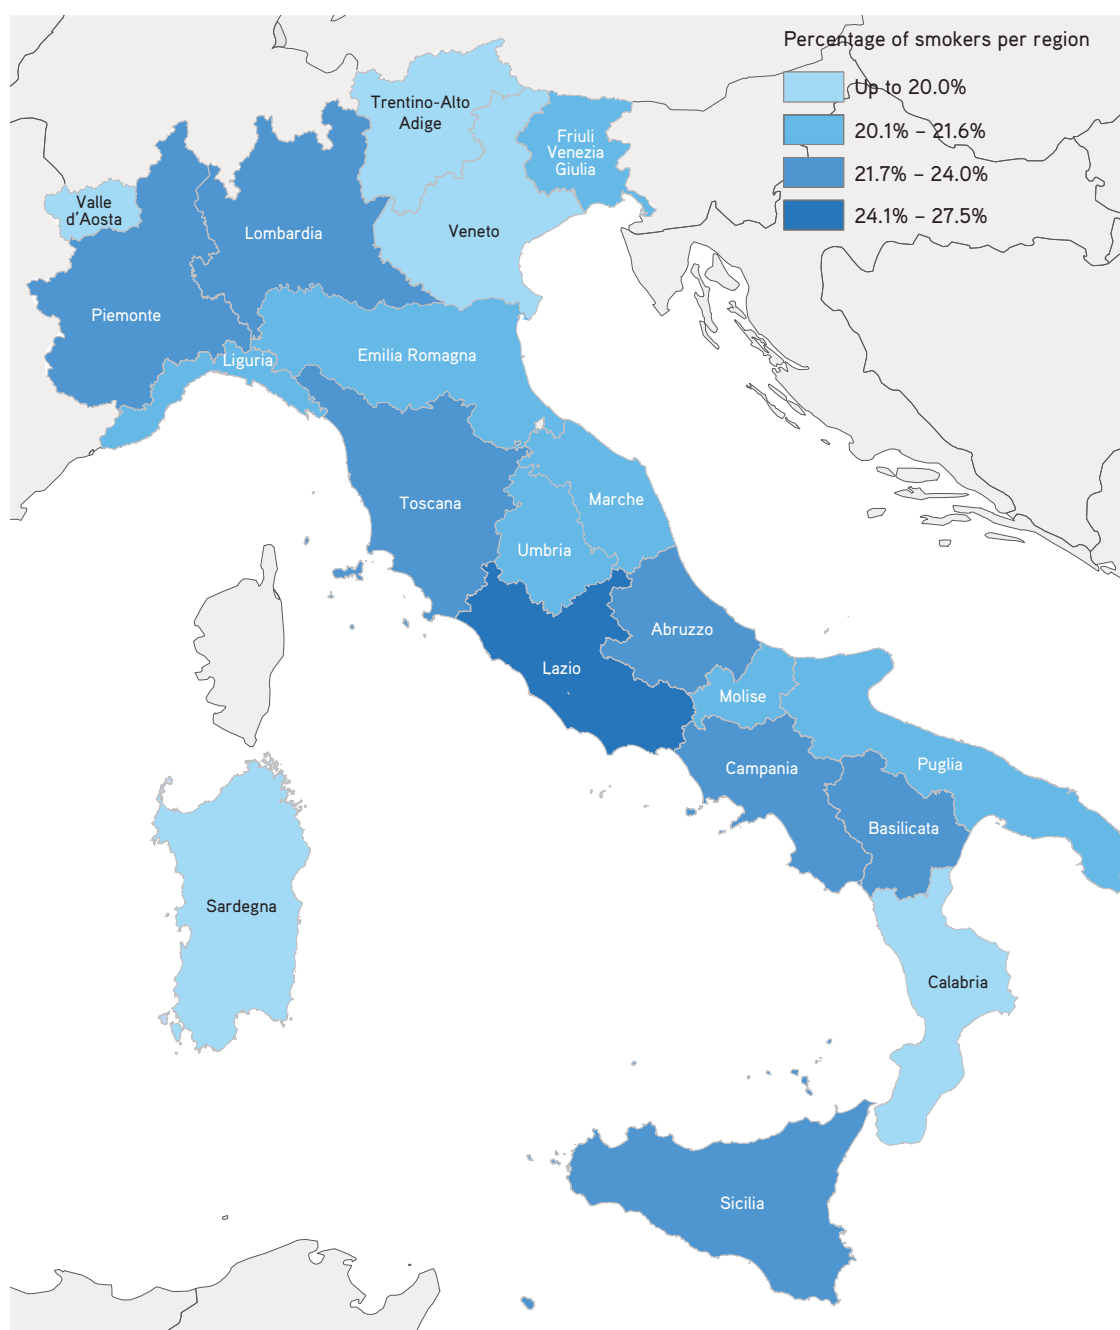 Percentage of smokers per region
Up to 20.0%
20.1% – 21.6%
21.7% – 24.0%
24.1% – 27.5%
Trentino-Alto
Adige
Friuli
Venezia
Giulia
Valle
d'Aosta
Lombardia
Veneto
Piemonte
Liguria
Emilia Romagna
Toscana
Marche
Umbria
Abruzzo
Lazio
Molise
Campania
Puglia
Basilicata
Sardegna
Calabria
Sicilia